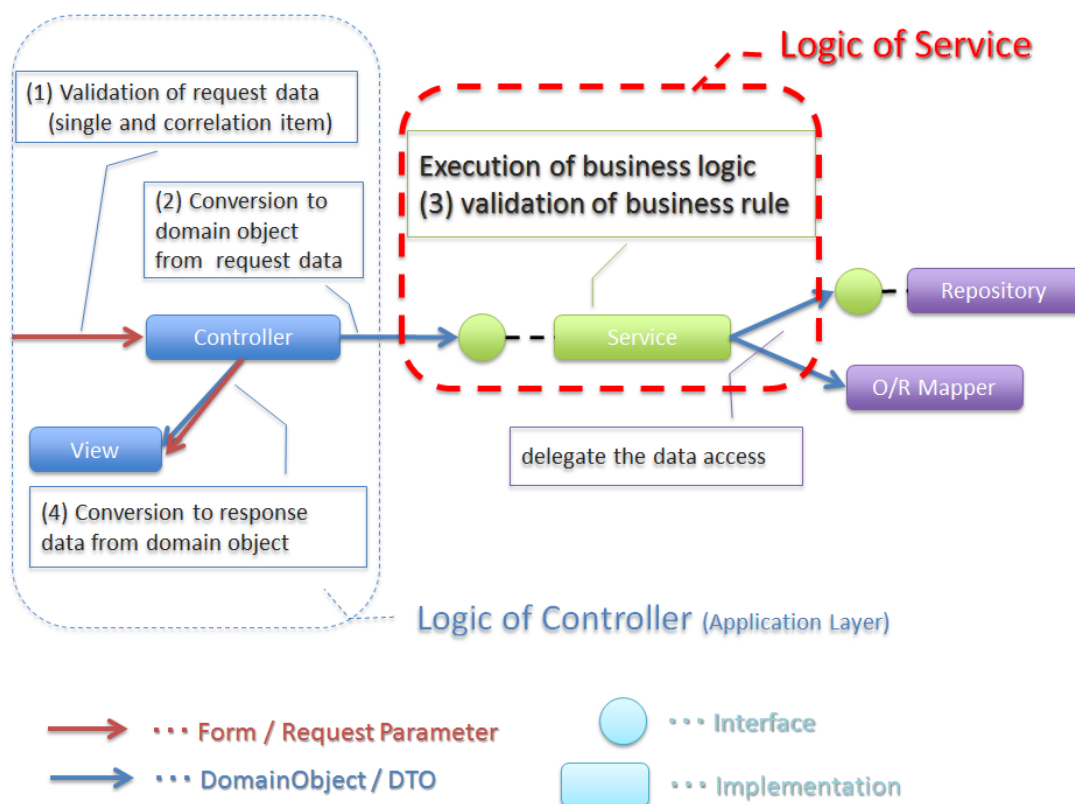 Logic of Service
(1) Validation of request data
(single and correlation item)
Execution of business logic
(3) validation of business rule
(2) Conversion to
domain object
from request data
Repository
Controller
Service
O/R Mapper
View
delegate the data access
(4) Conversion to response
data from domain object
Logic of Controller (Application Layer)
··· Form / Request Parameter
··· Interface
··· DomainObject / DTO
··· Implementation